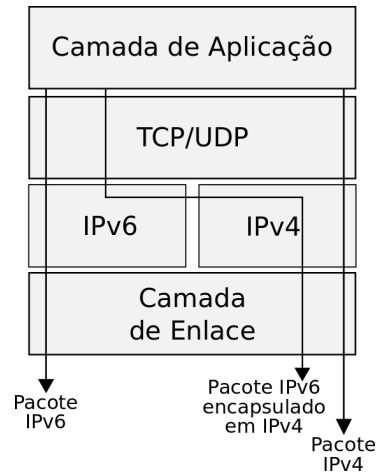 Camada de Aplicação
TCP/UDP
IPv6
IPv4
Camada
de Enlace
Pacote
IPv6
Pacote IPv6
encapsulado
em IPv4
Pacote
IPv4